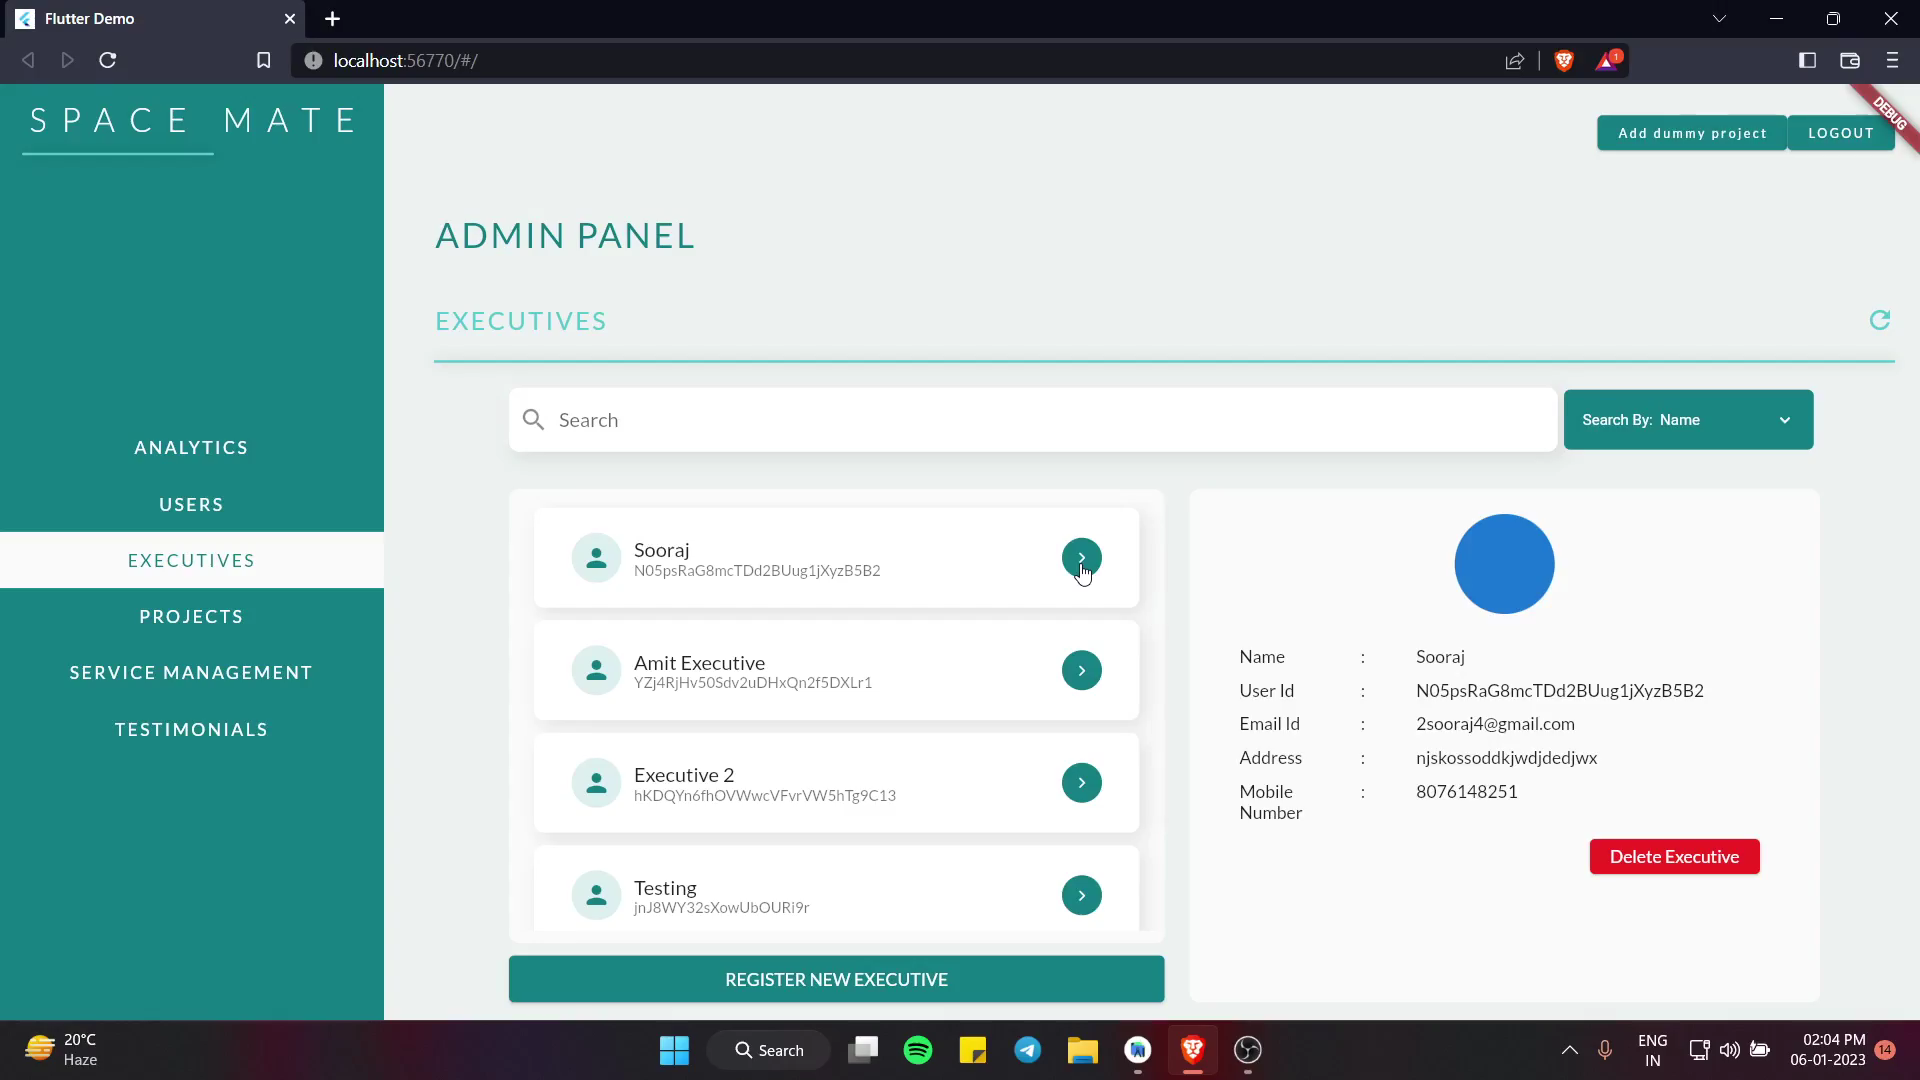 Flutter Demo
localhost:56770/#/
1
SPACE MATE
DEBUG
Add dummy project
LOGOUT
ADMIN PANEL
EXECUTIVES
Search
Search By: Name
ANALYTICS
USERS
EXECUTIVES
PROJECTS
SERVICE MANAGEMENT
TESTIMONIALS
Sooraj
N05psRaG8mcTDd2BUug1jXyzB5B2
Amit Executive
YZj4RjHv50Sdv2uDHxQn2f5DXLr1
Executive 2
hKDQYn6fhOVWwcVFvrVW5hTg9C13
Testing
jnJ8WY32sXowUbOURi9r
REGISTER NEW EXECUTIVE
Name : Sooraj
User Id : N05psRaG8mcTDd2BUug1jXyzB5B2
Email Id : 2sooraj4@gmail.com
Address : njskossoddkjwdjdedjwx
Mobile Number : 8076148251
Delete Executive
20°C
Haze
Search
ENG
IN
02:04 PM
06-01-2023
14